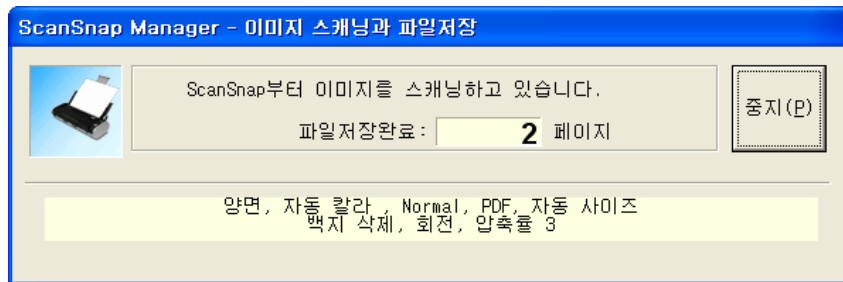 ScanSnap Manager - 이미지 스캐닝과 파일저장
ScanSnap부터 이미지를 스캐닝하고 있습니다.
파일저장완료: 2 페이지
중지(P)
양면, 자동 칼라 , Normal, PDF, 자동 사이즈
백지 삭제, 회전, 압축률 3